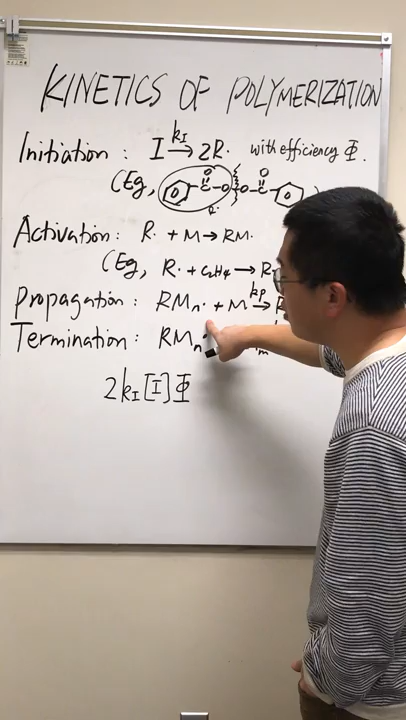 KINETICS OF POLYMERIZATION
Initiation : I kI→ 2R· with efficiency Φ.
(Eg, O C O O C O )
R·
Activation : R· + M → RM·
(Eg, R· + C₂H₄ → R
Propagation : RMn· + M kp→ R
Termination : RMn·
2kI[I]Φ